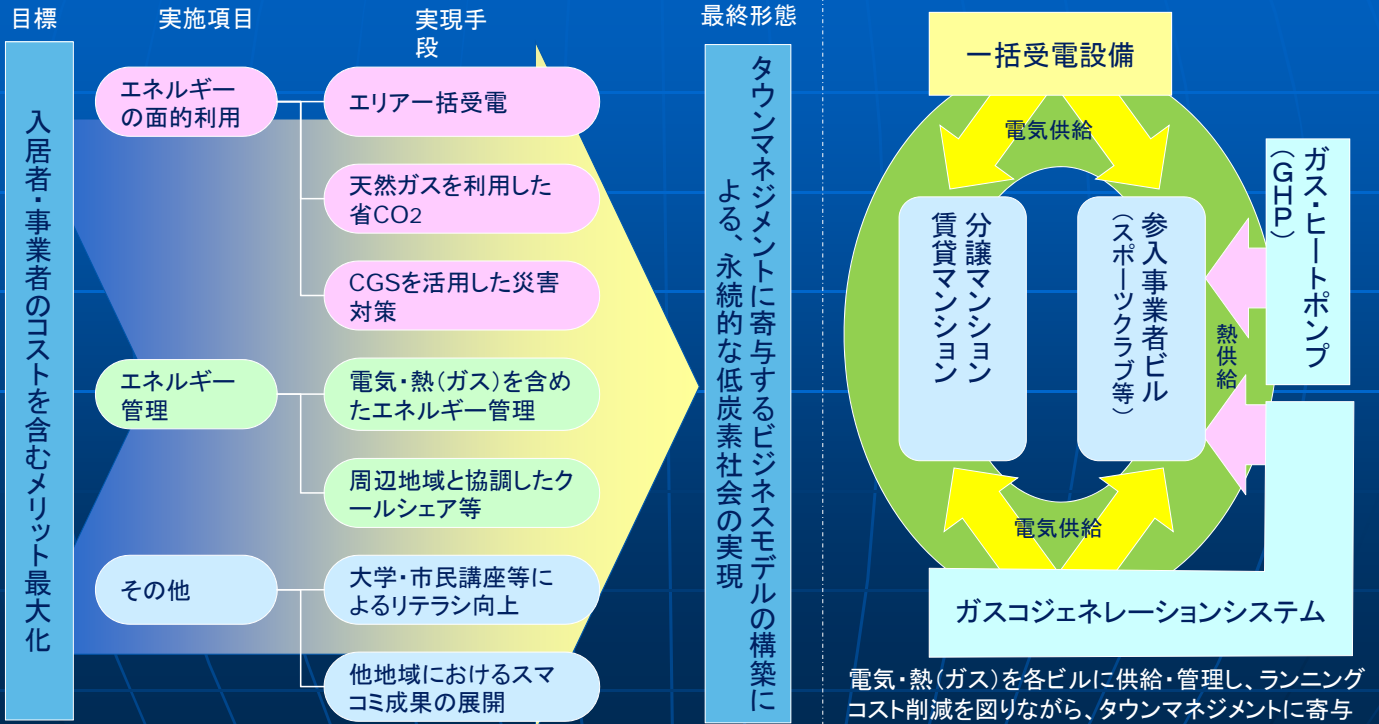 目標
実施項目
実現手
段
最終形態
入居者・事業者のコストを含むメリット最大化
エネルギー
の面的利用
エネルギー
管理
その他
エリア一括受電
天然ガスを利用した
省CO2
CGSを活用した災害
対策
電気・熱(ガス)を含め
たエネルギー管理
周辺地域と協調したク
ールシェア等
大学・市民講座等に
よるリテラシ向上
他地域におけるスマ
コミ成果の展開
タウンマネジメントに寄与するビジネスモデルの構築に
よる、永続的な低炭素社会の実現
一括受電設備
電気供給
分譲マンション
賃貸マンション
参入事業者ビル
(スポーツクラブ等)
ガス・ヒートポンプ
(GHP)
熱供給
電気供給
ガスコジェネレーションシステム
電気・熱(ガス)を各ビルに供給・管理し、ランニング
コスト削減を図りながら、タウンマネジメントに寄与